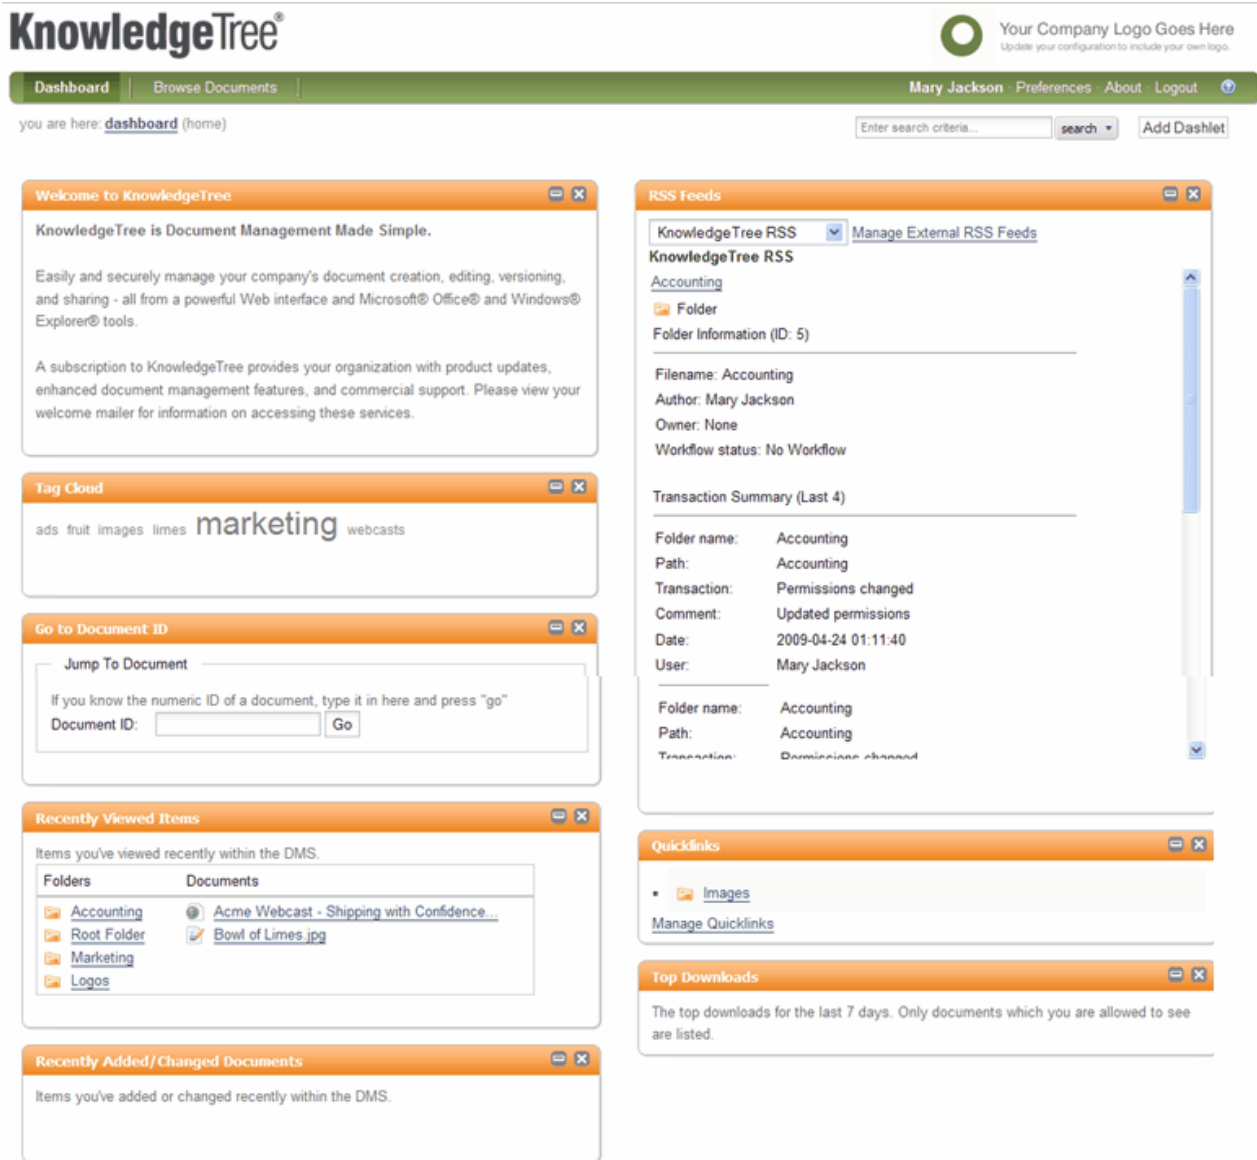 KnowledgeTree®
Your Company Logo Goes Here
Update your configuration to include your own logo.
Dashboard
Browse Documents
Mary Jackson · Preferences · About · Logout
you are here: dashboard (home)
Enter search criteria...
search
Add Dashlet
Welcome to KnowledgeTree
KnowledgeTree is Document Management Made Simple.
Easily and securely manage your company's document creation, editing, versioning,
and sharing - all from a powerful Web interface and Microsoft® Office® and Windows®
Explorer® tools.
A subscription to KnowledgeTree provides your organization with product updates,
enhanced document management features, and commercial support. Please view your
welcome mailer for information on accessing these services.
Tag Cloud
ads fruit images limes marketing webcasts
Go to Document ID
Jump To Document
If you know the numeric ID of a document, type it in here and press "go"
Document ID:
Go
Recently Viewed Items
Items you've viewed recently within the DMS.
Folders Documents
Accounting Acme Webcast - Shipping with Confidence...
Root Folder Bowl of Limes.jpg
Marketing
Logos
Recently Added/Changed Documents
Items you've added or changed recently within the DMS.
RSS Feeds
KnowledgeTree RSS Manage External RSS Feeds
KnowledgeTree RSS
Accounting
Folder
Folder Information (ID: 5)
Filename: Accounting
Author: Mary Jackson
Owner: None
Workflow status: No Workflow
Transaction Summary (Last 4)
Folder name: Accounting
Path: Accounting
Transaction: Permissions changed
Comment: Updated permissions
Date: 2009-04-24 01:11:40
User: Mary Jackson
Folder name: Accounting
Path: Accounting
Transaction: Permissions changed
Quicklinks
Images
Manage Quicklinks
Top Downloads
The top downloads for the last 7 days. Only documents which you are allowed to see
are listed.